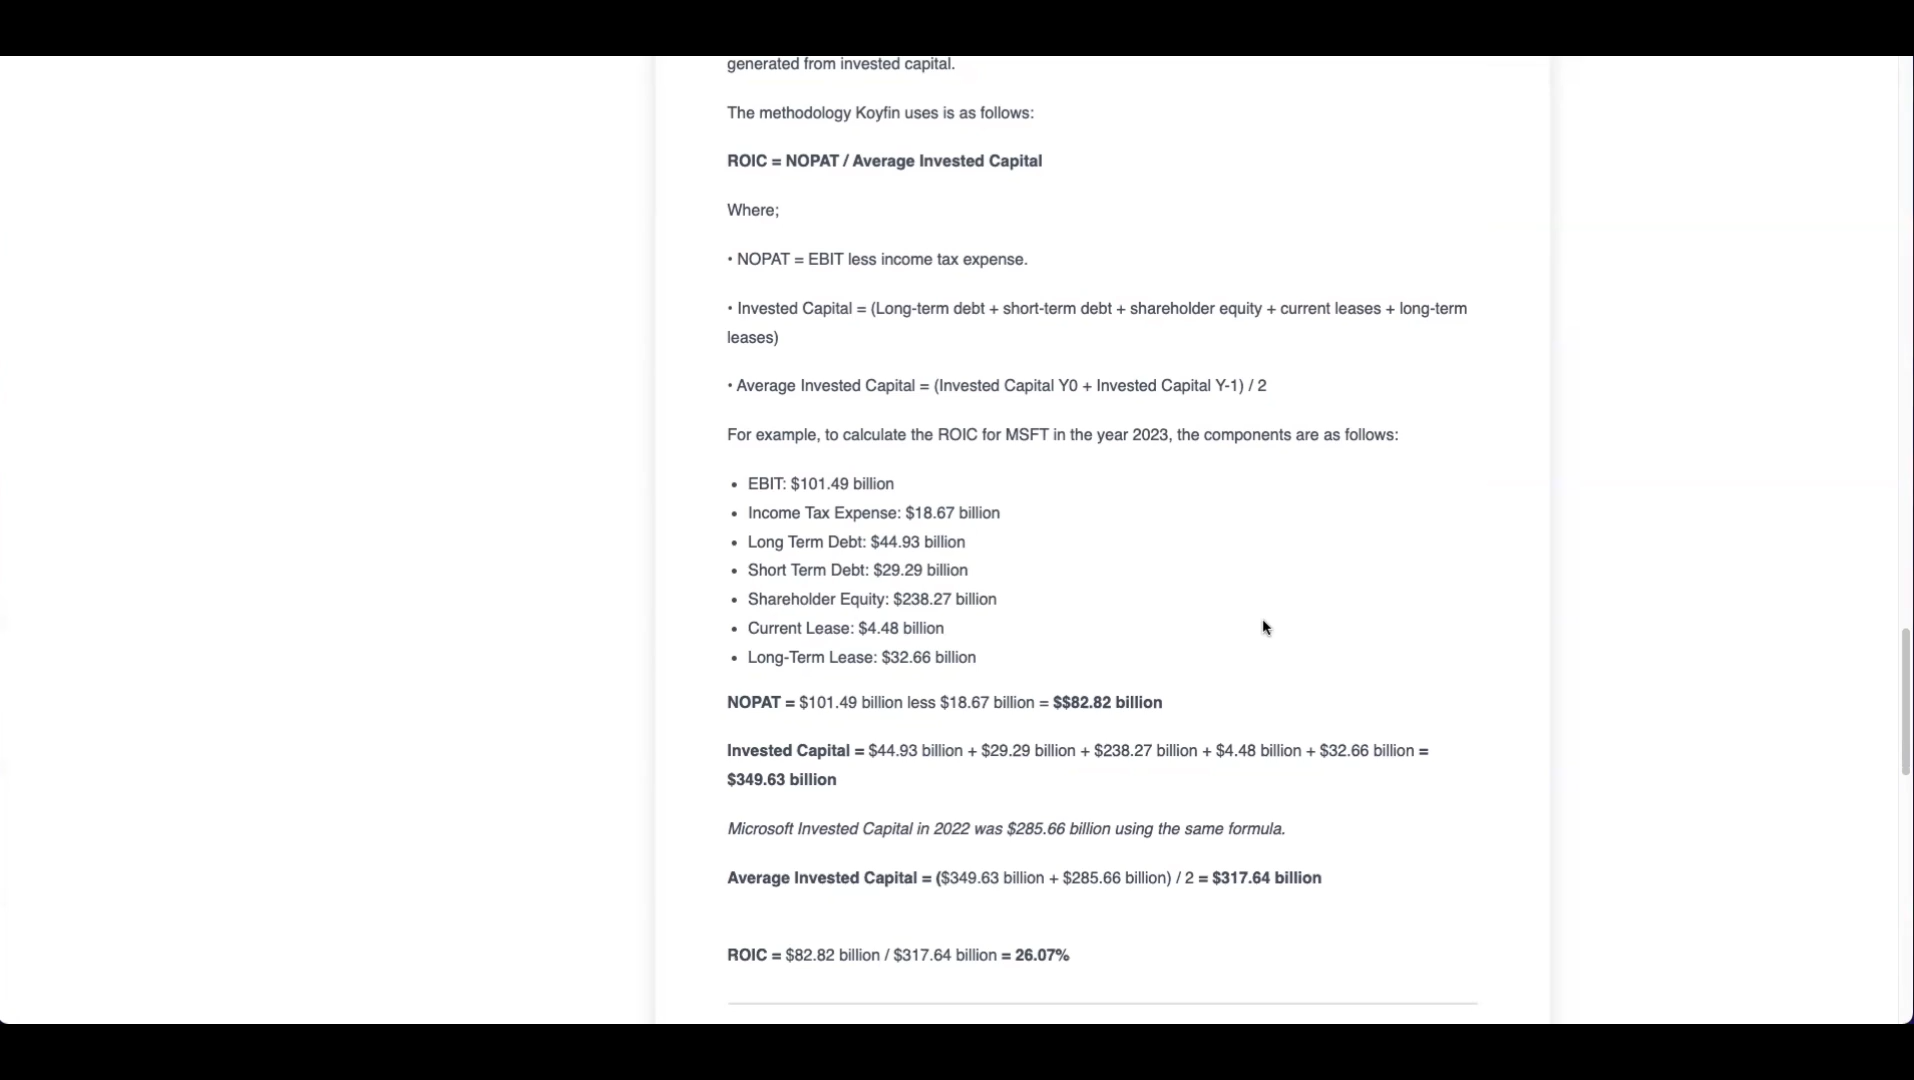 generated from invested capital.
The methodology Koyfin uses is as follows:
ROIC = NOPAT / Average Invested Capital
Where;
• NOPAT = EBIT less income tax expense.
• Invested Capital = (Long-term debt + short-term debt + shareholder equity + current leases + long-term
leases)
• Average Invested Capital = (Invested Capital Y0 + Invested Capital Y-1) / 2
For example, to calculate the ROIC for MSFT in the year 2023, the components are as follows:
• EBIT: $101.49 billion
• Income Tax Expense: $18.67 billion
• Long Term Debt: $44.93 billion
• Short Term Debt: $29.29 billion
• Shareholder Equity: $238.27 billion
• Current Lease: $4.48 billion
• Long-Term Lease: $32.66 billion
NOPAT = $101.49 billion less $18.67 billion = $$82.82 billion
Invested Capital = $44.93 billion + $29.29 billion + $238.27 billion + $4.48 billion + $32.66 billion =
$349.63 billion
Microsoft Invested Capital in 2022 was $285.66 billion using the same formula.
Average Invested Capital = ($349.63 billion + $285.66 billion) / 2 = $317.64 billion
ROIC = $82.82 billion / $317.64 billion = 26.07%